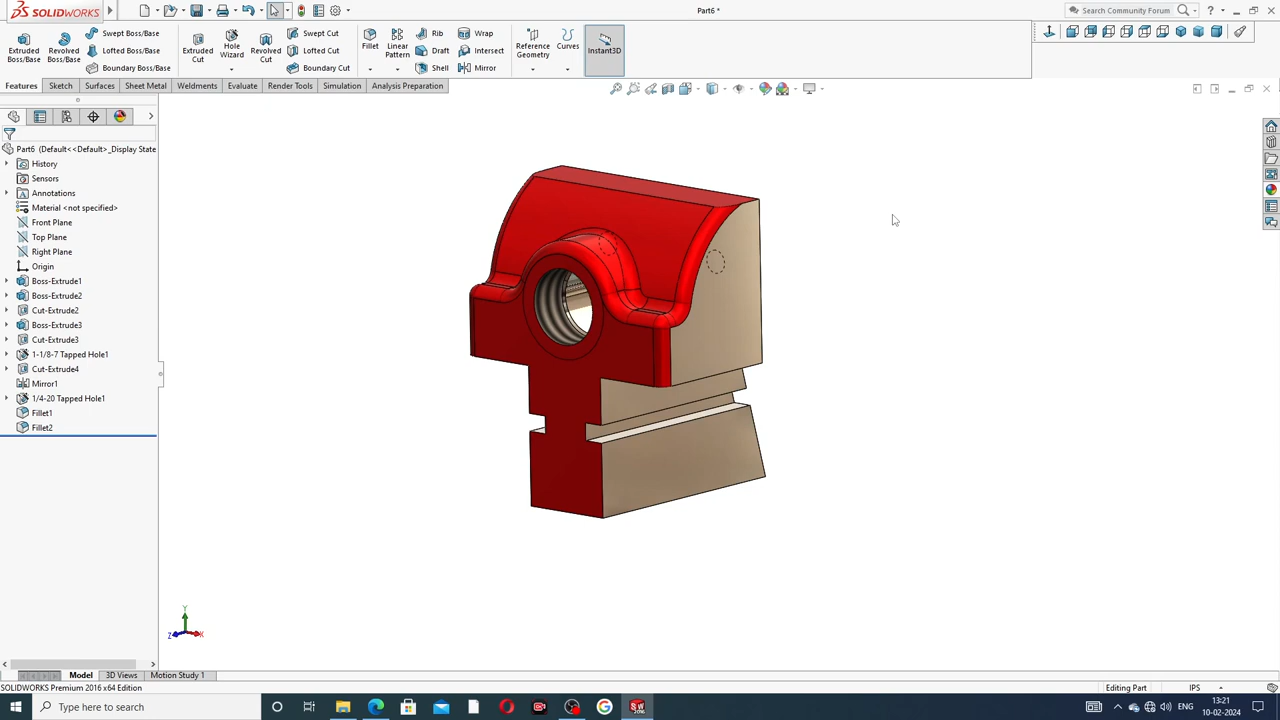 SOLIDWORKS
Part6 *
Search Community Forum
Extruded Boss/Base
Revolved Boss/Base
Swept Boss/Base
Lofted Boss/Base
Boundary Boss/Base
Extruded Cut
Hole Wizard
Revolved Cut
Swept Cut
Lofted Cut
Boundary Cut
Fillet
Linear Pattern
Rib
Draft
Shell
Wrap
Intersect
Mirror
Reference Geometry
Curves
Instant3D
Features Sketch Surfaces Sheet Metal Weldments Evaluate Render Tools Simulation Analysis Preparation
Part6 (Default<<Default>_Display State
History
Sensors
Annotations
Material <not specified>
Front Plane
Top Plane
Right Plane
Origin
Boss-Extrude1
Boss-Extrude2
Cut-Extrude2
Boss-Extrude3
Cut-Extrude3
1-1/8-7 Tapped Hole1
Cut-Extrude4
Mirror1
1/4-20 Tapped Hole1
Fillet1
Fillet2
Y
Z X
Model 3D Views Motion Study 1
SOLIDWORKS Premium 2016 x64 Edition
Editing Part IPS
Type here to search
ENG
13:21
10-02-2024